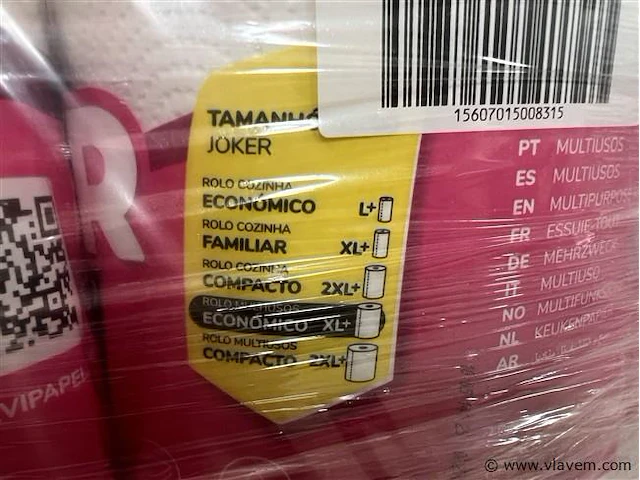 15607015008315
TAMANHO
JOKER
ROLO COZINHA
ECONÓMICO L+
ROLO COZINHA
FAMILIAR XL+
ROLO COZINHA
COMPACTO 2XL+
ROLO MULTIUSOS
ECONÓMICO XL+
ROLO MULTIUSOS
COMPACTO 2XL+
R
VIPAPEL
PT MULTIUSOS
ES MULTIUSOS
EN MULTIPURPOSE
FR ESSUIE-TOUT
DE MEHRZWECK
IT MULTIUSO
NO
NL KEUKENPAPIER
AR
© www.vlavem.com